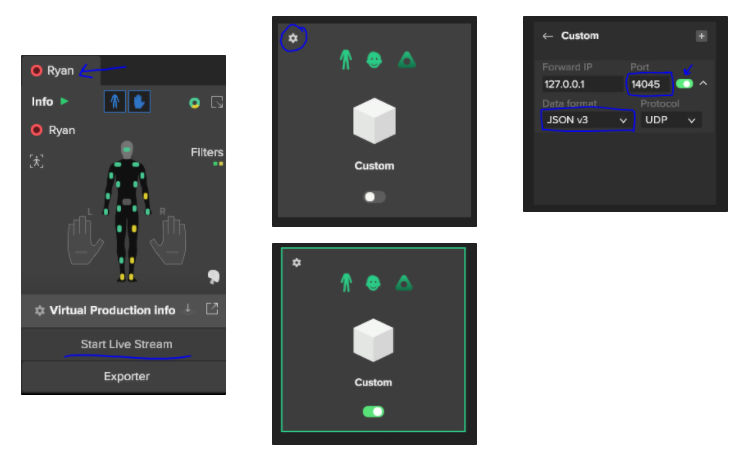 Ryan
Info
Ryan
Filters
L
R
Virtual Production info
Start Live Stream
Exporter
Custom
Custom
← Custom
Forward IP Port
127.0.0.1 14045
Data format Protocol
JSON v3 UDP